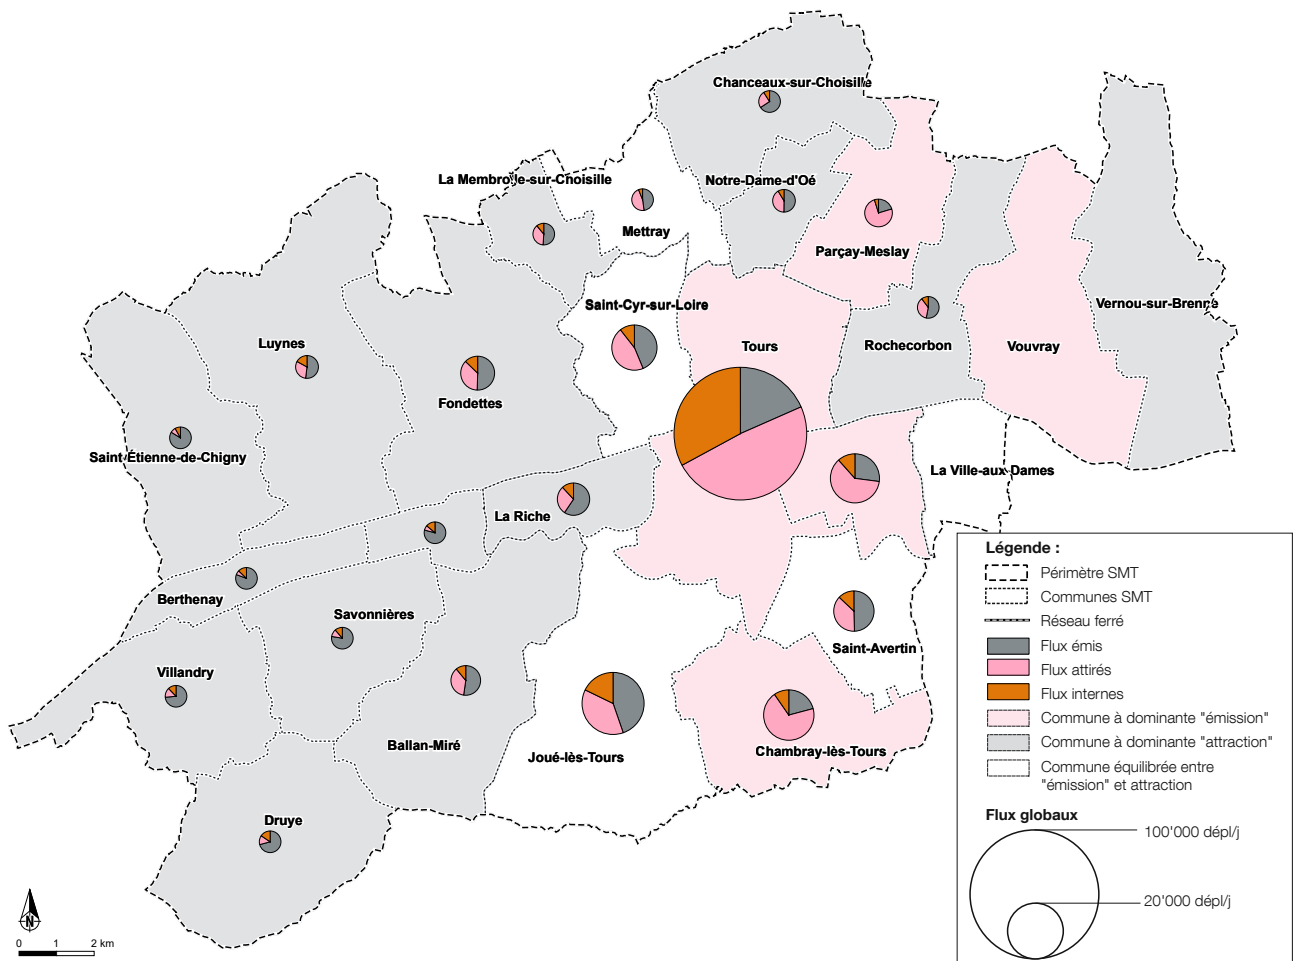 Chanceaux-sur-Choisille
La Membrolle-sur-Choisille
Notre-Dame-d'Oé
Mettray
Parçay-Meslay
Saint-Cyr-sur-Loire
Vernou-sur-Brenne
Luynes
Tours
Rochecorbon
Vouvray
Fondettes
Saint-Étienne-de-Chigny
La Ville-aux-Dames
La Riche
Berthenay
Savonnières
Saint-Avertin
Villandry
Ballan-Miré
Joué-lès-Tours
Chambray-lès-Tours
Druye
Légende :
Périmètre SMT
Communes SMT
Réseau ferré
Flux émis
Flux attirés
Flux internes
Commune à dominante "émission"
Commune à dominante "attraction"
Commune équilibrée entre
"émission" et attraction
Flux globaux
100'000 dépl/j
20'000 dépl/j
N
0 1 2 km